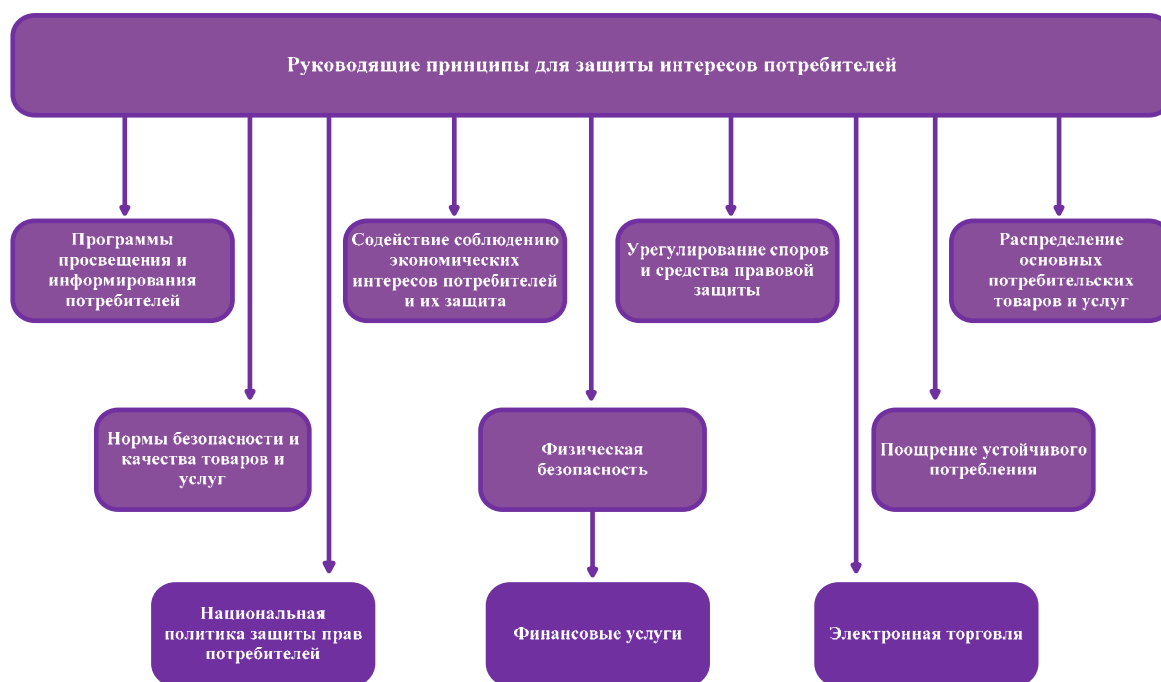 Руководящие принципы для защиты интересов потребителей
Программы
просвещения и
информирования
потребителей
Содействие соблюдению
экономических
интересов потребителей
и их защита
Урегулирование споров
и средства правовой
защиты
Распределение
основных
потребительских
товаров и услуг
Нормы безопасности и
качества товаров и
услуг
Физическая
безопасность
Поощрение устойчивого
потребления
Национальная
политика защиты прав
потребителей
Финансовые услуги
Электронная торговля